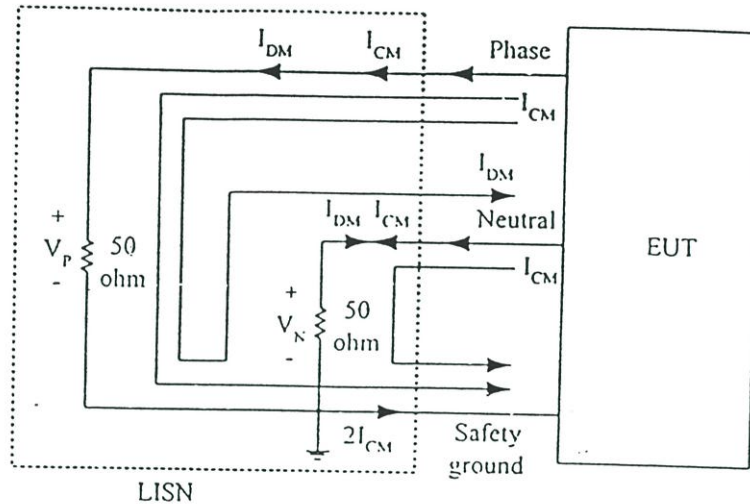 I_DM I_CM Phase
I_CM
I_DM
I_DM I_CM Neutral
+
V_P 50
- ohm
EUT
I_CM
+
V_N 50
- ohm
2I_CM Safety
ground
LISN